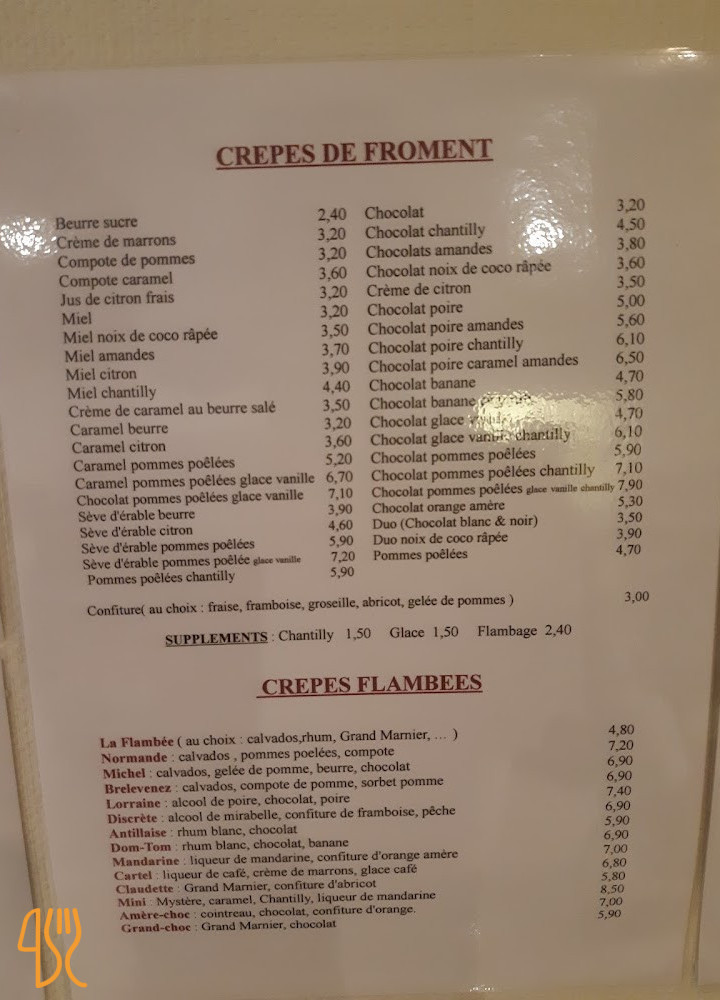 CREPES DE FROMENT
Beurre sucre 2,40
Crème de marrons 3,20
Compote de pommes 3,20
Compote caramel 3,60
Jus de citron frais 3,20
Miel 3,20
Miel noix de coco râpée 3,50
Miel amandes 3,70
Miel citron 3,90
Miel chantilly 4,40
Crème de caramel au beurre salé 3,50
Caramel beurre 3,20
Caramel citron 3,60
Caramel pommes poêlées 5,20
Caramel pommes poêlées glace vanille 6,70
Chocolat pommes poêlées glace vanille 7,10
Sève d'érable beurre 3,90
Sève d'érable citron 4,60
Sève d'érable pommes poêlées 5,90
Sève d'érable pommes poêlée glace vanille 7,20
Pommes poêlées chantilly 5,90
Chocolat 3,20
Chocolat chantilly 4,50
Chocolats amandes 3,80
Chocolat noix de coco râpée 3,60
Crème de citron 3,50
Chocolat poire 5,00
Chocolat poire amandes 5,60
Chocolat poire chantilly 6,10
Chocolat poire caramel amandes 6,50
Chocolat banane 4,70
Chocolat banane 5,80
Chocolat glace 4,70
Chocolat glace vanille chantilly 6,10
Chocolat pommes poêlées 5,90
Chocolat pommes poêlées chantilly 7,10
Chocolat pommes poêlées glace vanille chantilly 7,90
Chocolat orange amère 5,30
Duo (Chocolat blanc & noir) 3,50
Duo noix de coco râpée 3,90
Pommes poêlées 4,70
Confiture( au choix : fraise, framboise, groseille, abricot, gelée de pommes ) 3,00
SUPPLEMENTS : Chantilly 1,50 Glace 1,50 Flambage 2,40
CREPES FLAMBEES
La Flambée ( au choix : calvados,rhum, Grand Marnier, ... ) 4,80
Normande : calvados , pommes poelées, compote 7,20
Michel : calvados, gelée de pomme, beurre, chocolat 6,90
Brelevenez : calvados, compote de pomme, sorbet pomme 6,90
Lorraine : alcool de poire, chocolat, poire 7,40
Discrète : alcool de mirabelle, confiture de framboise, pêche 6,90
Antillaise : rhum blanc, chocolat 5,90
Dom-Tom : rhum blanc, chocolat, banane 6,90
Mandarine : liqueur de mandarine, confiture d'orange amère 7,00
Cartel : liqueur de café, crème de marrons, glace café 6,80
Claudette : Grand Marnier, confiture d'abricot 5,80
Mini : Mystère, caramel, Chantilly, liqueur de mandarine 8,50
Amère-choc : cointreau, chocolat, confiture d'orange. 7,00
Grand-choc : Grand Marnier, chocolat 5,90